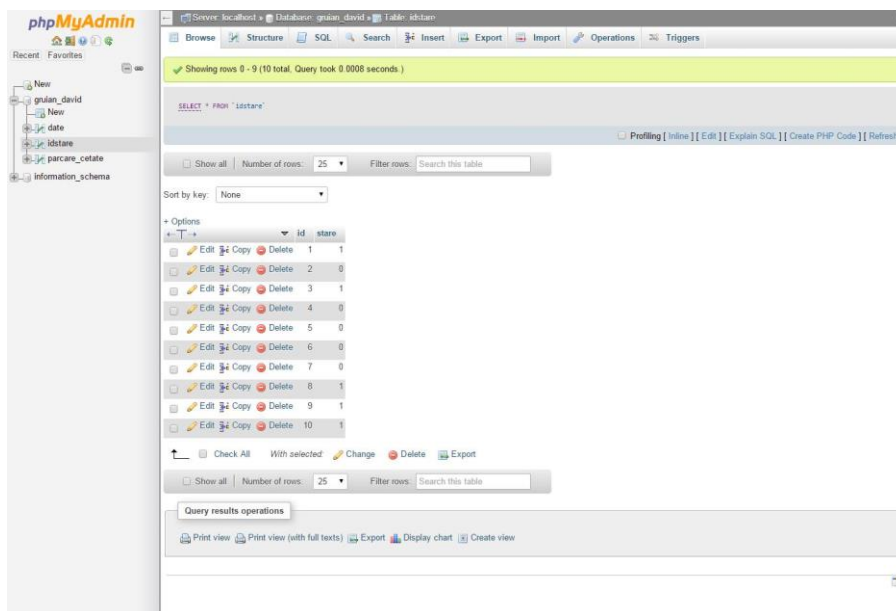 phpMyAdmin
Recent Favorites
New
gruian_david
New
date
idstare
parcare_cetate
information_schema
Server: localhost » Database: gruian_david » Table: idstare
Browse Structure SQL Search Insert Export Import Operations Triggers
Showing rows 0 - 9 (10 total, Query took 0.0008 seconds.)
SELECT * FROM `idstare`
Profiling [ Inline ] [ Edit ] [ Explain SQL ] [ Create PHP Code ] [ Refresh
Show all | Number of rows: 25 Filter rows: Search this table
Sort by key: None
+ Options
←T→ id stare
Edit Copy Delete 1 1
Edit Copy Delete 2 0
Edit Copy Delete 3 1
Edit Copy Delete 4 0
Edit Copy Delete 5 0
Edit Copy Delete 6 0
Edit Copy Delete 7 0
Edit Copy Delete 8 1
Edit Copy Delete 9 1
Edit Copy Delete 10 1
Check All With selected: Change Delete Export
Show all | Number of rows: 25 Filter rows: Search this table
Query results operations
Print view Print view (with full texts) Export Display chart Create view